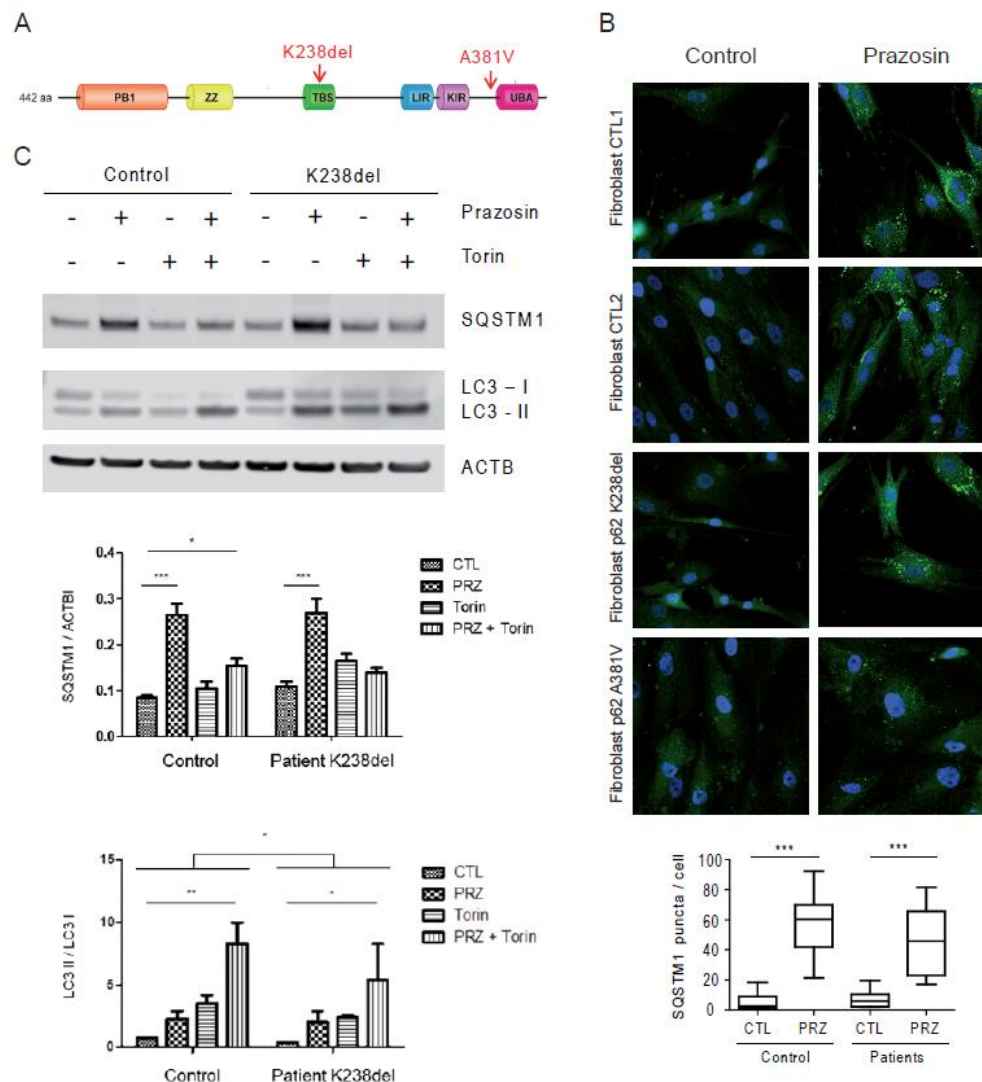 A
K238del
A381V
442 aa
PB1
ZZ
TBS
LIR
KIR
UBA
C
Control
K238del
- + - + - + - + Prazosin
- - + + - - + + Torin
SQSTM1
LC3 – I
LC3 - II
ACTB
SQSTM1 / ACTBI
0.4
0.3
0.2
0.1
0.0
*
***
***
CTL
PRZ
Torin
PRZ + Torin
Control
Patient K238del
LC3 II / LC3 I
15
10
5
0
*
**
*
CTL
PRZ
Torin
PRZ + Torin
Control
Patient K238del
B
Control
Prazosin
Fibroblast CTL1
Fibroblast CTL2
Fibroblast p62 K238del
Fibroblast p62 A381V
SQSTM1 puncta / cell
100
80
60
40
20
0
***
***
CTL PRZ CTL PRZ
Control Patients